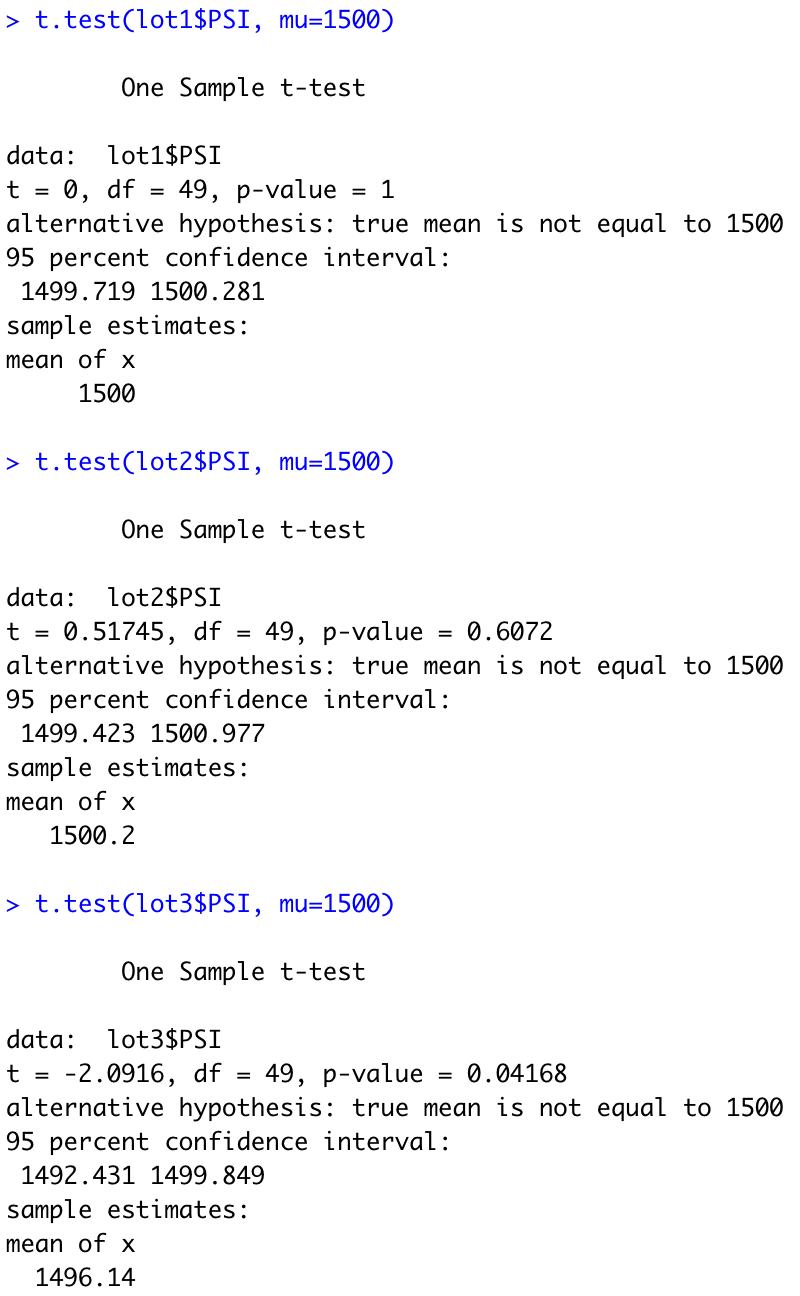 > t.test(lot1$PSI, mu=1500)
One Sample t-test
data:  lot1$PSI
t = 0, df = 49, p-value = 1
alternative hypothesis: true mean is not equal to 1500
95 percent confidence interval:
1499.719 1500.281
sample estimates:
mean of x
1500
> t.test(lot2$PSI, mu=1500)
One Sample t-test
data:  lot2$PSI
t = 0.51745, df = 49, p-value = 0.6072
alternative hypothesis: true mean is not equal to 1500
95 percent confidence interval:
1499.423 1500.977
sample estimates:
mean of x
1500.2
> t.test(lot3$PSI, mu=1500)
One Sample t-test
data:  lot3$PSI
t = -2.0916, df = 49, p-value = 0.04168
alternative hypothesis: true mean is not equal to 1500
95 percent confidence interval:
1492.431 1499.849
sample estimates:
mean of x
1496.14